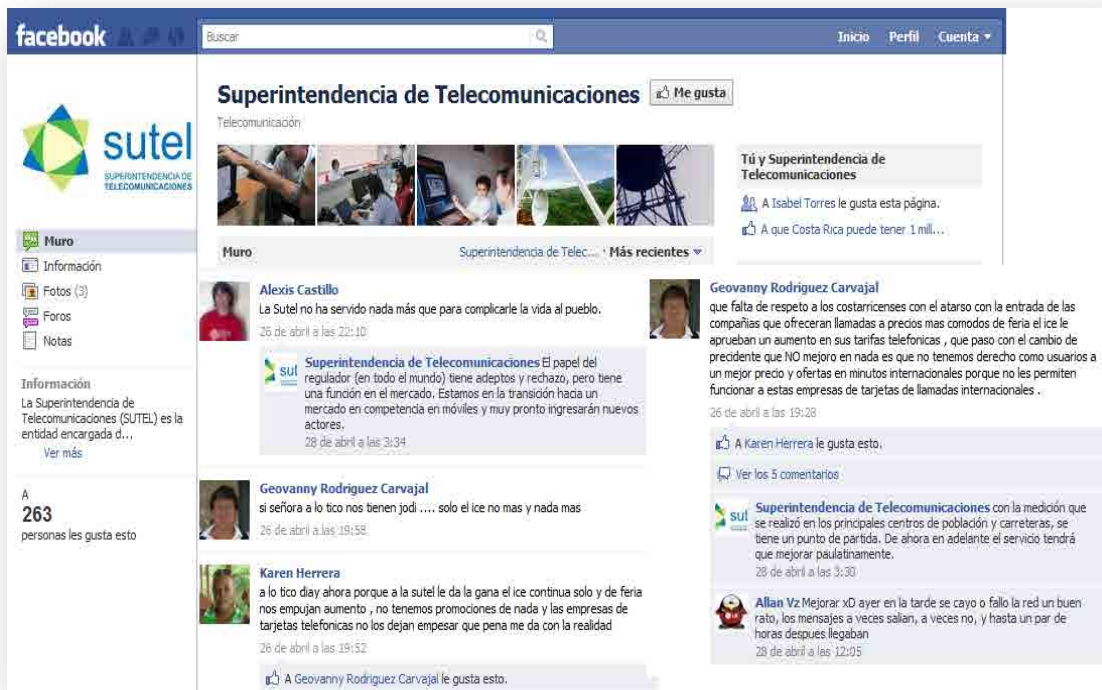 facebook
Buscar
Inicio Perfil Cuenta
sutel
SUPERINTENDENCIA DE
TELECOMUNICACIONES
Muro
Información
Fotos (3)
Foros
Notas
Información
La Superintendencia de
Telecomunicaciones (SUTEL) es la
entidad encargada d...
Ver más
A
263
personas les gusta esto
Superintendencia de Telecomunicaciones Me gusta
Telecomunicación
Muro Superintendencia de Telec... · Más recientes
Tú y Superintendencia de
Telecomunicaciones
A Isabel Torres le gusta esta página.
A que Costa Rica puede tener 1 mill...
Alexis Castillo
La Sutel no ha servido nada más que para complicarle la vida al pueblo.
26 de abril a las 22:10
sut
Superintendencia de Telecomunicaciones El papel del
regulador (en todo el mundo) tiene adeptos y rechazo, pero tiene
una función en el mercado. Estamos en la transición hacia un
mercado en competencia en móviles y muy pronto ingresarán nuevos
actores.
28 de abril a las 3:34
Geovanny Rodriguez Carvajal
si señora a lo tico nos tienen jodi .... solo el ice no mas y nada mas
26 de abril a las 19:58
Karen Herrera
a lo tico diay ahora porque a la sutel le da la gana el ice continua solo y de feria
nos empujan aumento , no tenemos promociones de nada y las empresas de
tarjetas telefonicas no los dejan empesar que pena me da con la realidad
26 de abril a las 19:52
A Geovanny Rodriguez Carvajal le gusta esto.
Geovanny Rodriguez Carvajal
que falta de respeto a los costarricenses con el atarso con la entrada de las
compañias que ofreceran llamadas a precios mas comodos de feria el ice le
aprueban un aumento en sus tarifas telefonicas , que paso con el cambio de
precidente que NO mejoro en nada es que no tenemos derecho como usuarios a
un mejor precio y ofertas en minutos internacionales porque no les permiten
funcionar a estas empresas de tarjetas de llamadas internacionales .
26 de abril a las 19:28
A Karen Herrera le gusta esto.
Ver los 5 comentarios
sut
Superintendencia de Telecomunicaciones con la medición que
se realizó en los principales centros de población y carreteras, se
tiene un punto de partida. De ahora en adelante el servicio tendrá
que mejorar paulatinamente.
28 de abril a las 3:30
Allan Vz Mejorar xD ayer en la tarde se cayo o fallo la red un buen
rato, los mensajes a veces salian, a veces no, y hasta un par de
horas despues llegaban
28 de abril a las 12:05